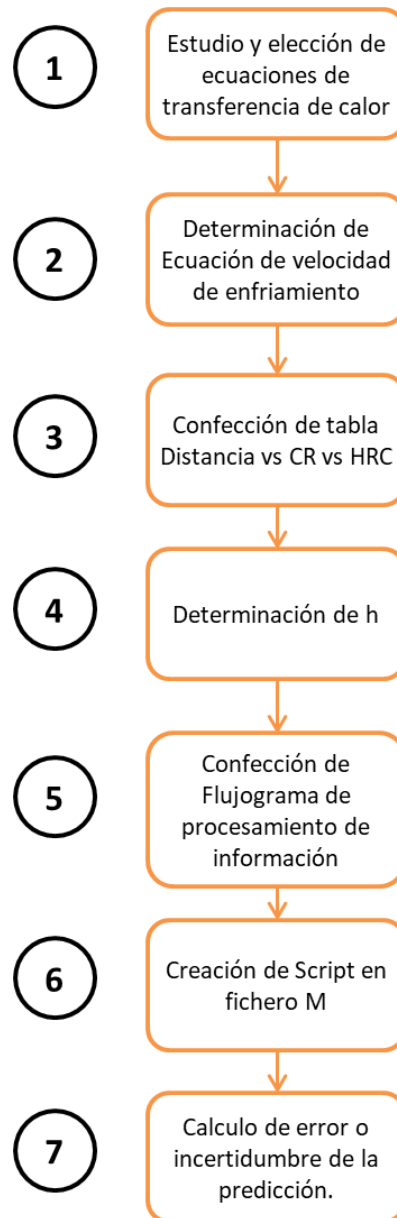 1
Estudio y elección de
ecuaciones de
transferencia de calor
2
Determinación de
Ecuación de velocidad
de enfriamiento
3
Confección de tabla
Distancia vs CR vs HRC
4
Determinación de h
5
Confección de
Flujograma de
procesamiento de
información
6
Creación de Script en
fichero M
7
Calculo de error o
incertidumbre de la
predicción.